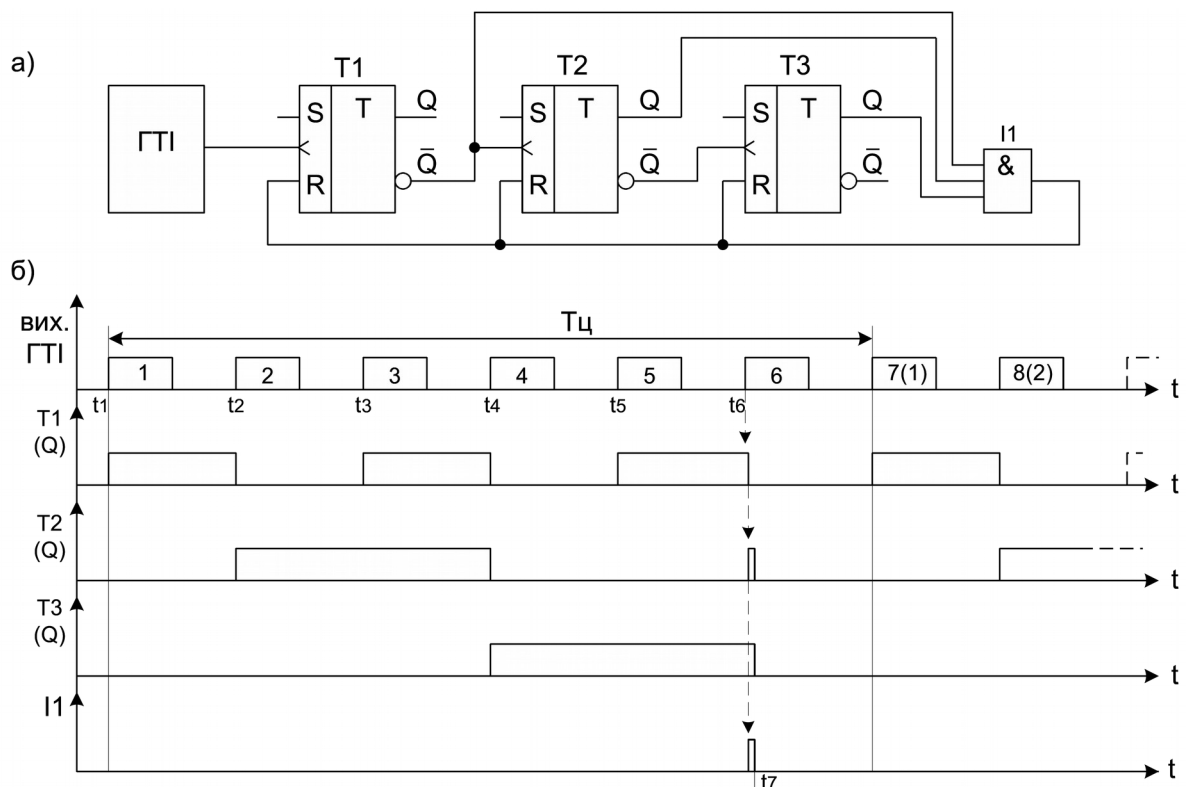 а)
ГТІ
T1
S
T
Q
Q̅
R
T2
S
T
Q
Q̅
R
T3
S
T
Q
Q̅
R
І1
&
б)
вих.
ГТІ
Тц
1
2
3
4
5
6
7(1)
8(2)
t
t1
t2
t3
t4
t5
t6
T1
(Q)
t
T2
(Q)
t
T3
(Q)
t
І1
t
t7